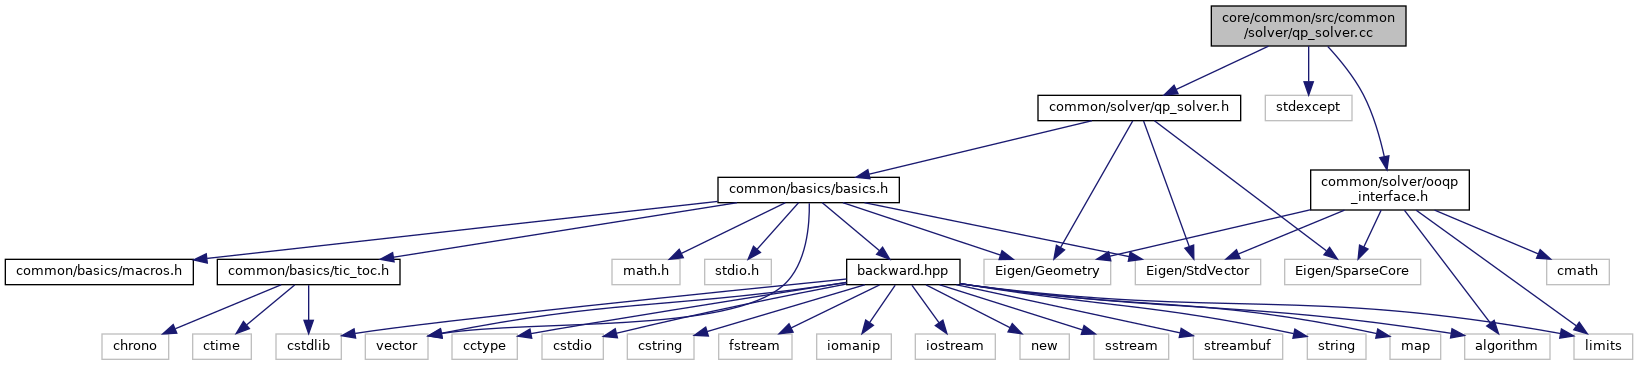 core/common/src/common
/solver/qp_solver.cc
common/solver/qp_solver.h
stdexcept
common/solver/ooqp
_interface.h
common/basics/basics.h
common/basics/macros.h
common/basics/tic_toc.h
math.h
stdio.h
backward.hpp
Eigen/Geometry
Eigen/StdVector
Eigen/SparseCore
cmath
chrono
ctime
cstdlib
vector
cctype
cstdio
cstring
fstream
iomanip
iostream
new
sstream
streambuf
string
map
algorithm
limits